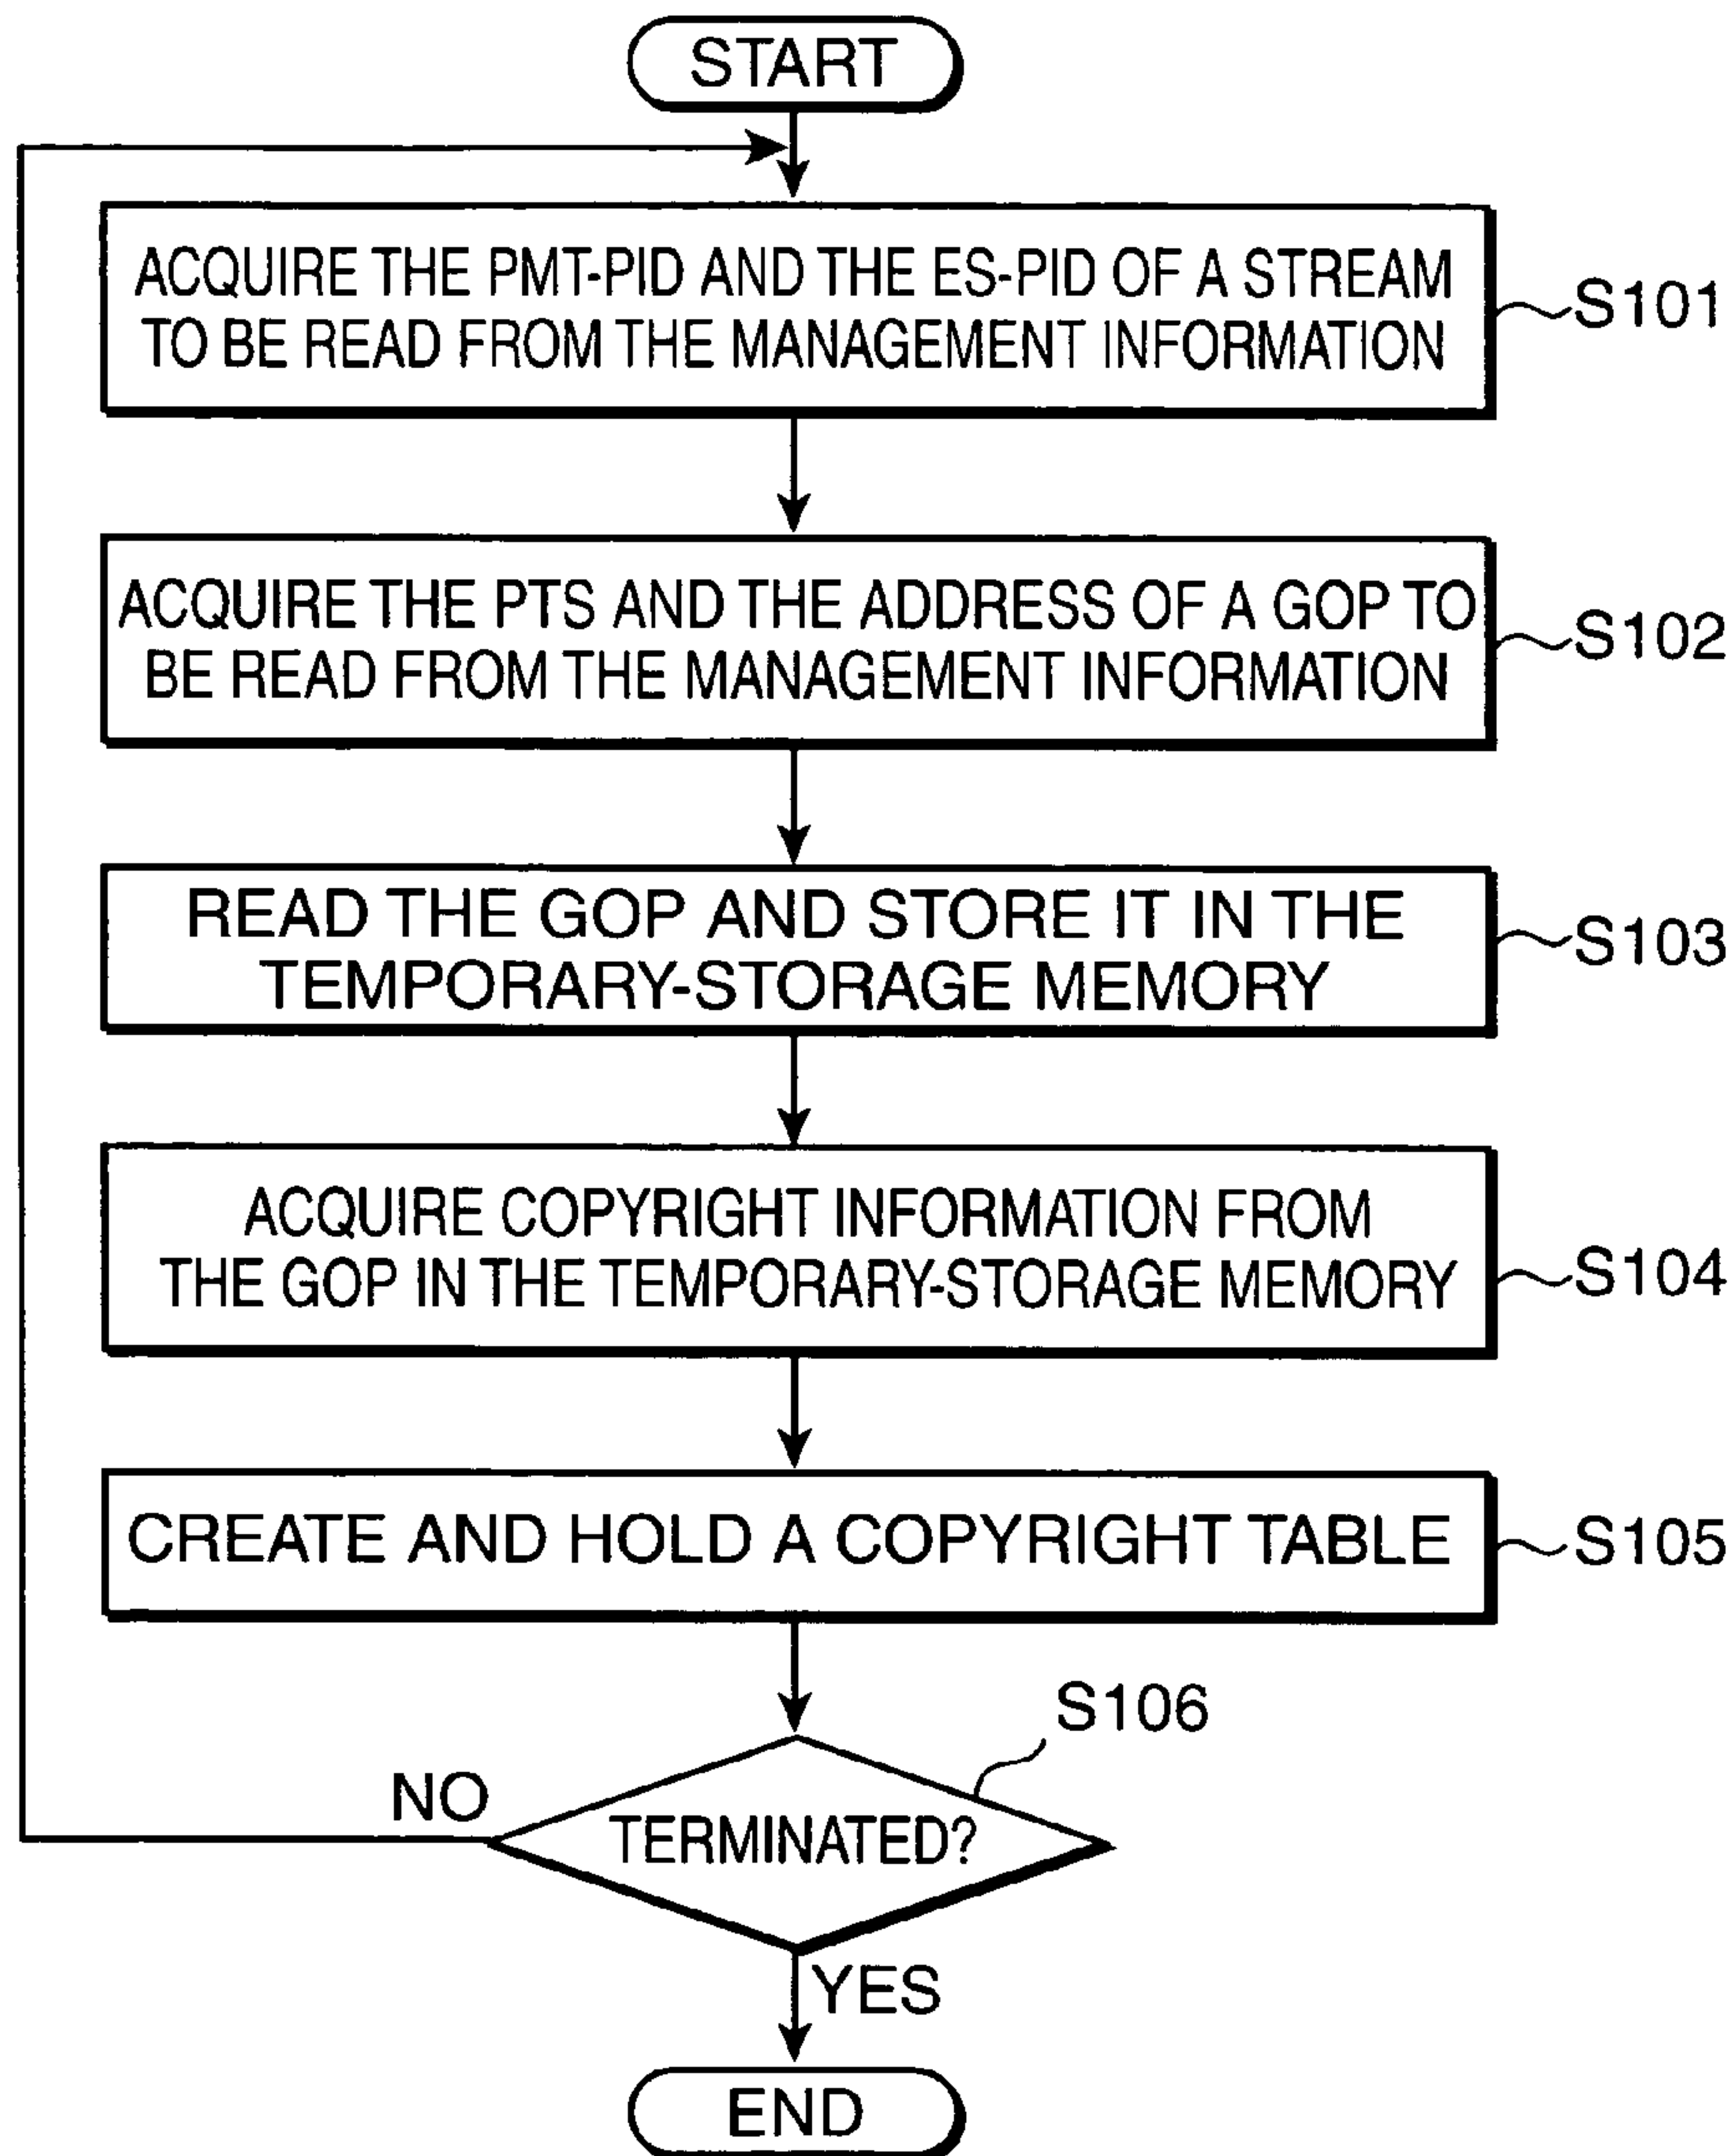 START
ACQUIRE THE PMT-PID AND THE ES-PID OF A STREAM
TO BE READ FROM THE MANAGEMENT INFORMATION
S101
ACQUIRE THE PTS AND THE ADDRESS OF A GOP TO
BE READ FROM THE MANAGEMENT INFORMATION
S102
READ THE GOP AND STORE IT IN THE
TEMPORARY-STORAGE MEMORY
S103
ACQUIRE COPYRIGHT INFORMATION FROM
THE GOP IN THE TEMPORARY-STORAGE MEMORY
S104
CREATE AND HOLD A COPYRIGHT TABLE
S105
S106
NO
TERMINATED?
YES
END